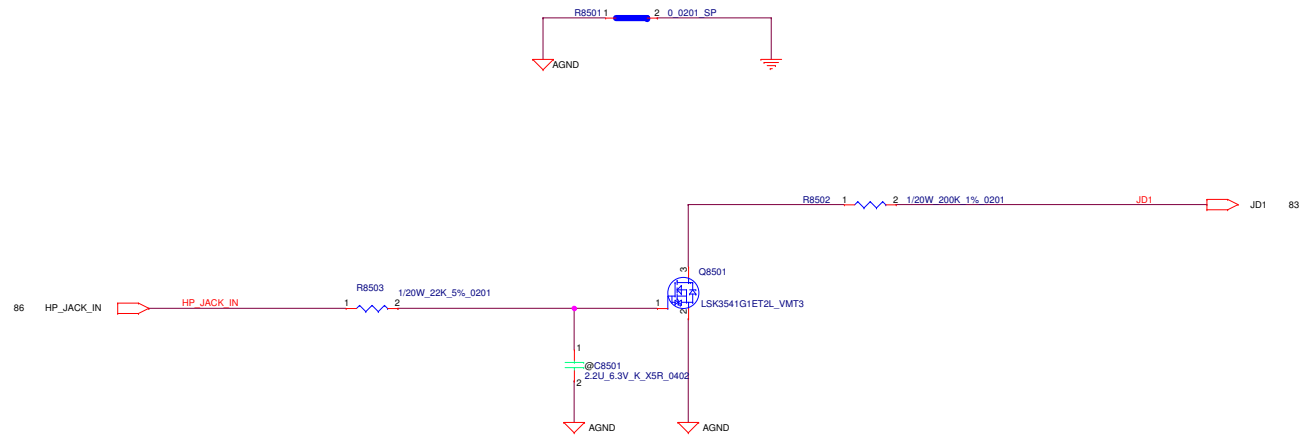 R8501 1 2 0_0201_SP
AGND
R8502 1 2 1/20W_200K_1%_0201 JD1 JD1 83
3 Q8501
R8503 1/20W_22K_5%_0201
86 HP_JACK_IN HP_JACK_IN 1 2 1 LSK3541G1ET2L_VMT3
2
1
@C8501
2.2U_6.3V_K_X5R_0402
2
AGND AGND